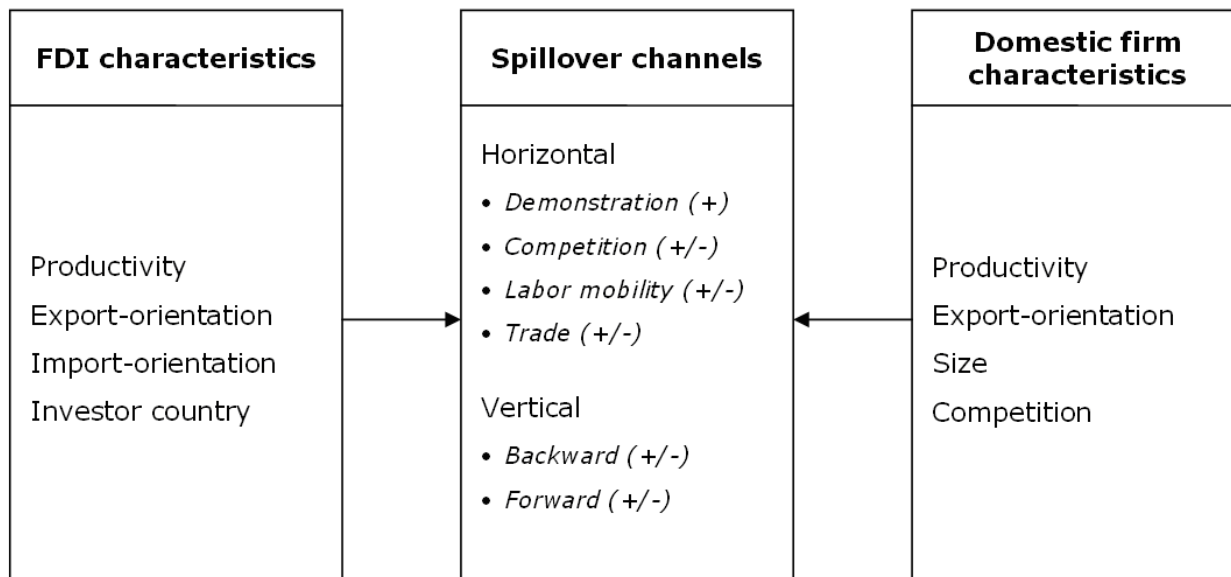 FDI characteristics
Productivity
Export-orientation
Import-orientation
Investor country
Spillover channels
Horizontal
• Demonstration (+)
• Competition (+/-)
• Labor mobility (+/-)
• Trade (+/-)
Vertical
• Backward (+/-)
• Forward (+/-)
Domestic firm
characteristics
Productivity
Export-orientation
Size
Competition